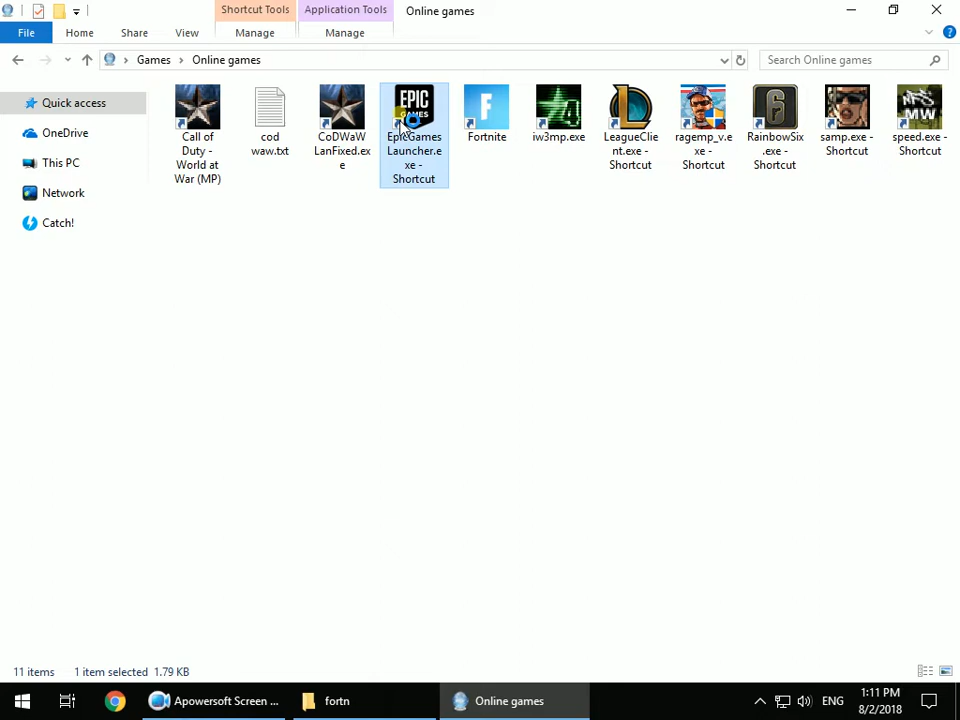 Shortcut Tools
Application Tools
Online games
File
Home
Share
View
Manage
Manage
Games
Online games
Search Online games
Quick access
OneDrive
This PC
Network
Catch!
Call of
Duty -
World at
War (MP)
cod
waw.txt
CoDWaW
LanFixed.ex
e
EPIC
GAMES
EpicGames
Launcher.e
xe -
Shortcut
F
Fortnite
4
iw3mp.exe
LeagueClie
nt.exe -
Shortcut
ragemp_v.e
xe -
Shortcut
6
RainbowSix
.exe -
Shortcut
samp.exe -
Shortcut
NFS
MW
speed.exe -
Shortcut
11 items
1 item selected 1.79 KB
Apowersoft Screen ...
fortn
Online games
ENG
1:11 PM
8/2/2018